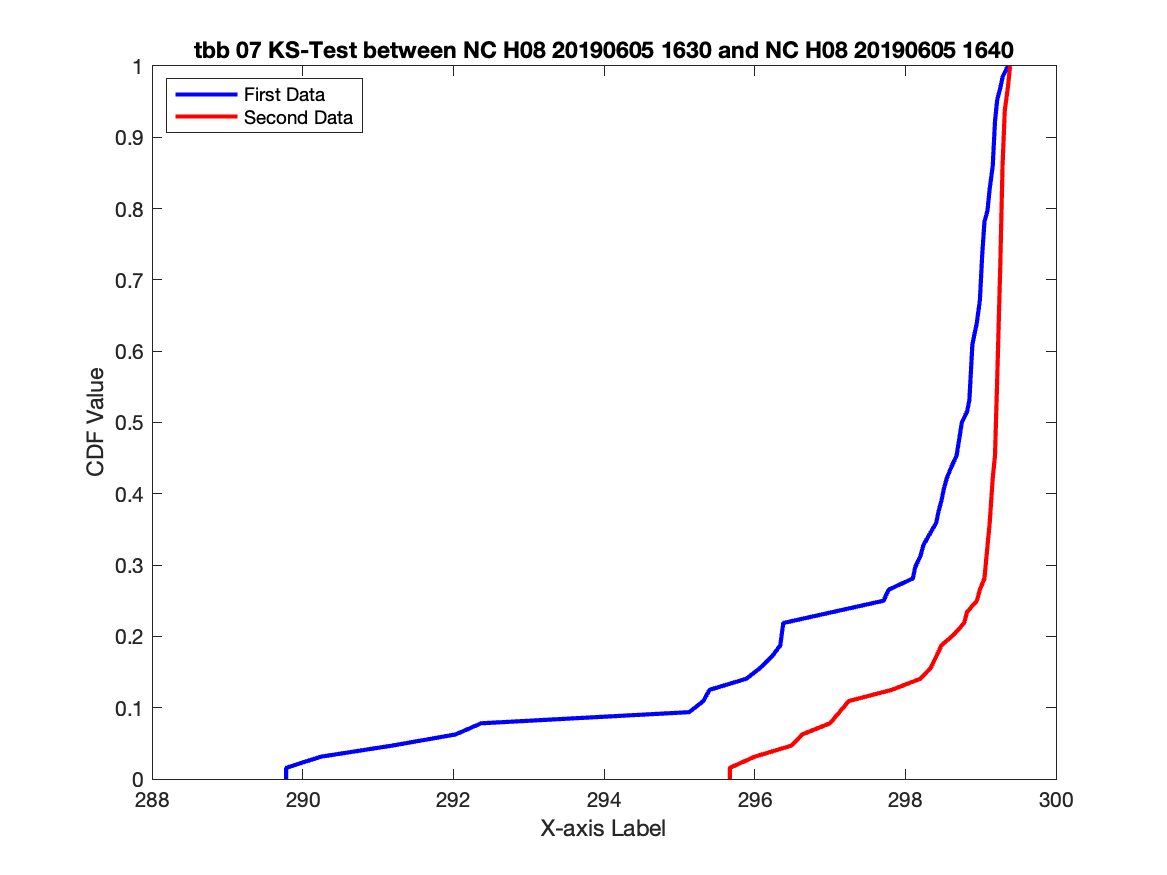 tbb 07 KS-Test between NC H08 20190605 1630 and NC H08 20190605 1640
First Data
Second Data
1
0.9
0.8
0.7
0.6
0.5
0.4
0.3
0.2
0.1
0
CDF Value
288 290 292 294 296 298 300
X-axis Label